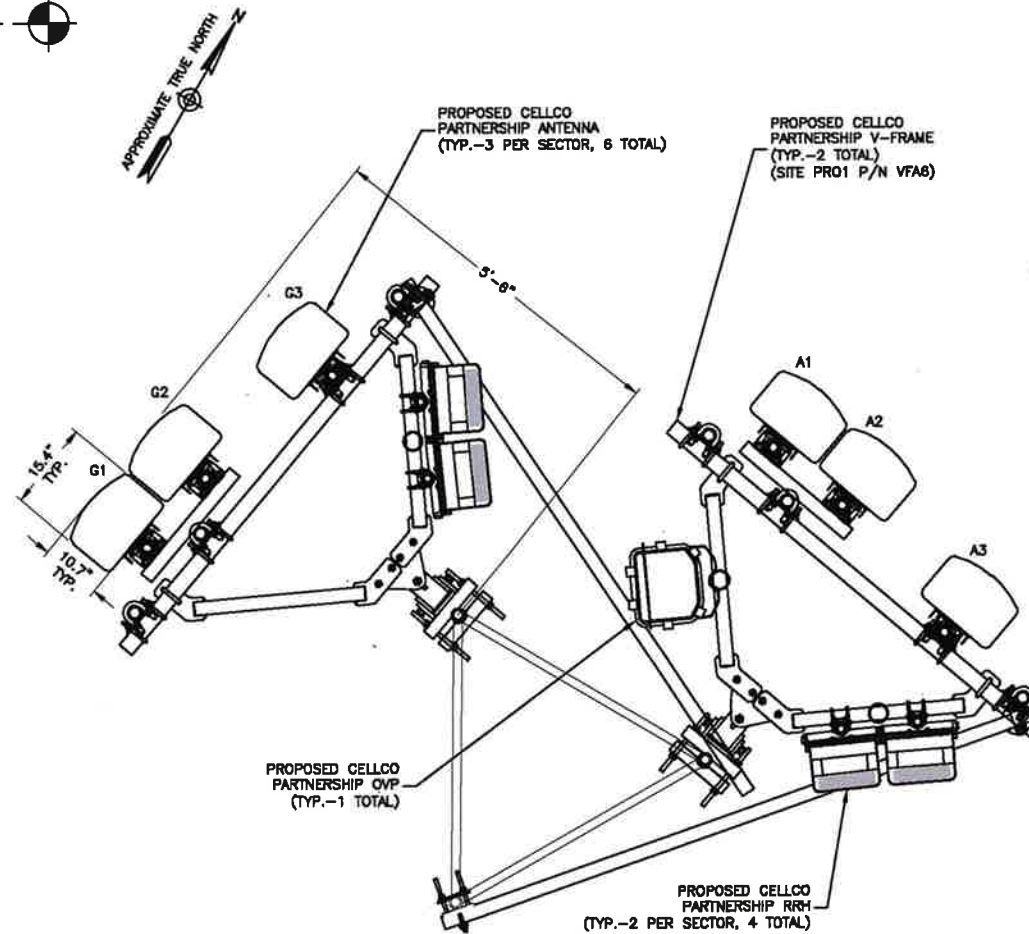 APPROXIMATE TRUE NORTH
N
PROPOSED CELLCO
PARTNERSHIP ANTENNA
(TYP.-3 PER SECTOR, 6 TOTAL)
PROPOSED CELLCO
PARTNERSHIP V-FRAME
(TYP.-2 TOTAL)
(SITE PRO1 P/N VFA6)
5'-6"
G3
G2
G1
15.4"
TYP.
10.7"
TYP.
A1
A2
A3
PROPOSED CELLCO
PARTNERSHIP OVP
(TYP.-1 TOTAL)
PROPOSED CELLCO
PARTNERSHIP RRH
(TYP.-2 PER SECTOR, 4 TOTAL)